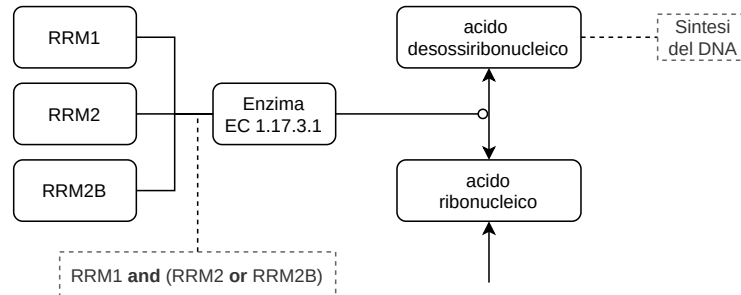 RRM1
RRM2
RRM2B
Enzima
EC 1.17.3.1
acido
desossiribonucleico
Sintesi
del DNA
acido
ribonucleico
RRM1 and (RRM2 or RRM2B)